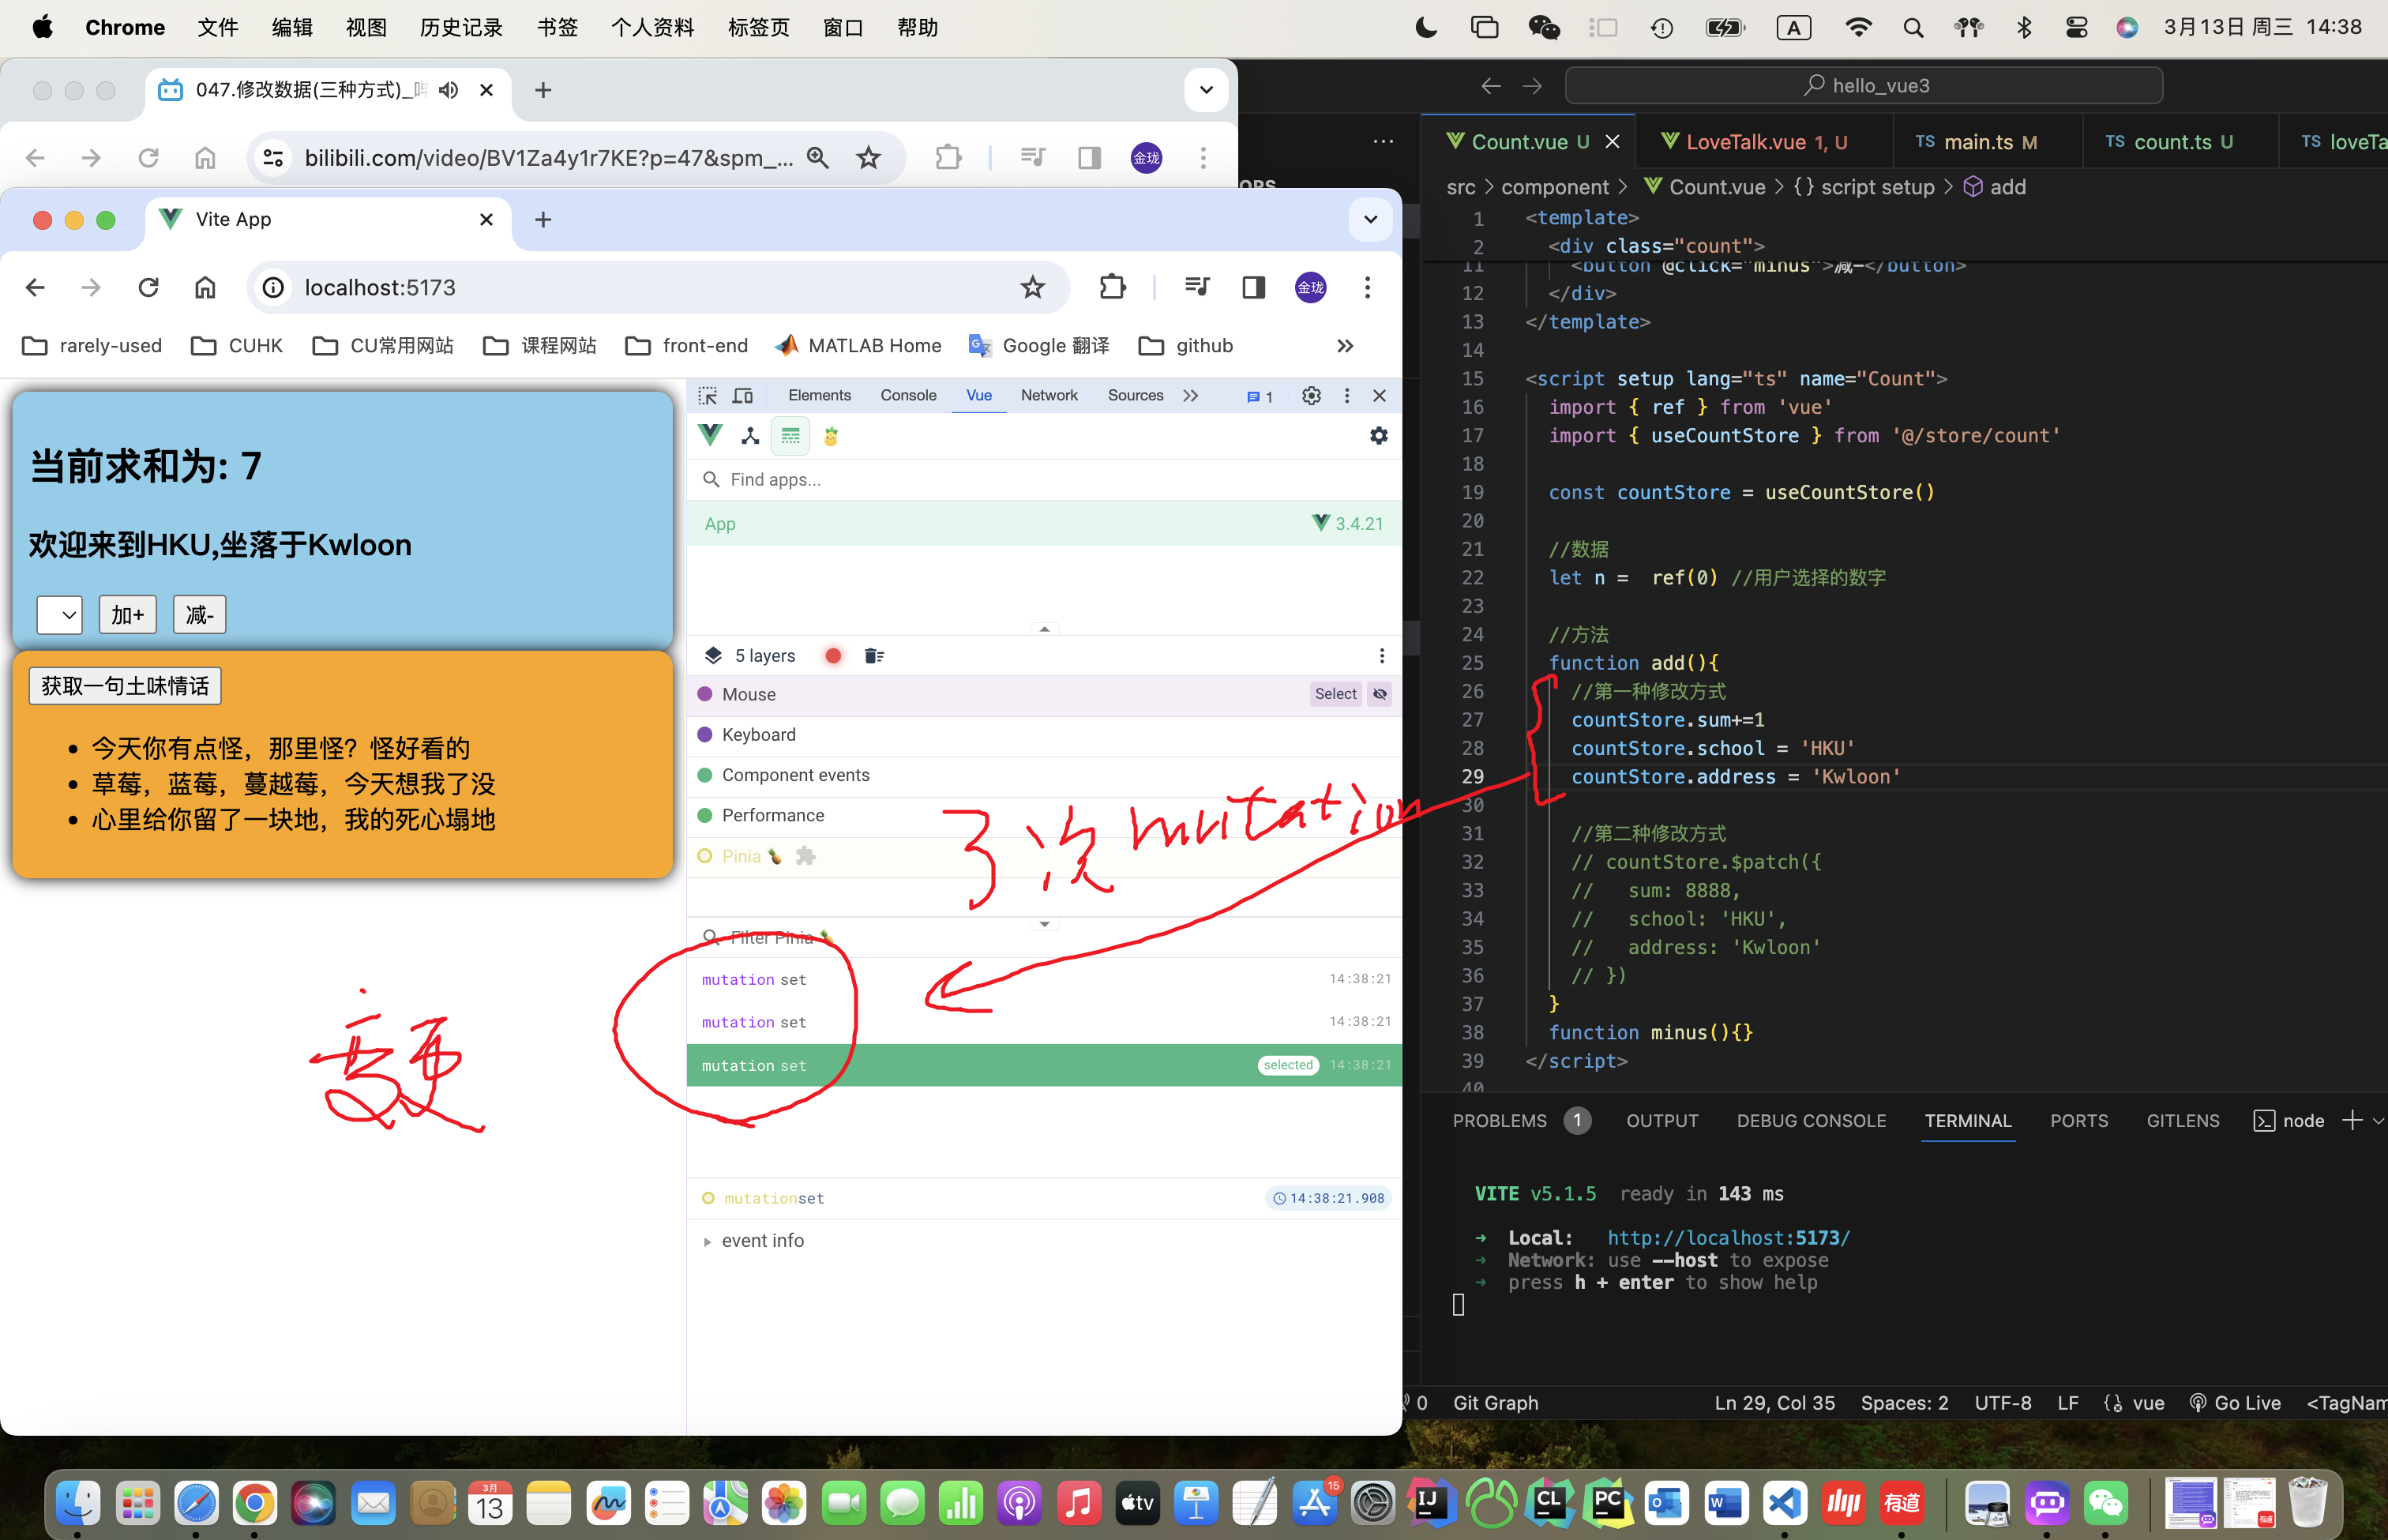 Chrome 文件 编辑 视图 历史记录 书签 个人资料 标签页 窗口 帮助 A 3月13日 周三 14:38
047.修改数据(三种方式)_哔
bilibili.com/video/BV1Za4y1r7KE?p=47&spm_... 金珑
Vite App
localhost:5173 金珑
rarely-used CUHK CU常用网站 课程网站 front-end MATLAB Home Google 翻译 github
当前求和为: 7
欢迎来到HKU,坐落于Kwloon
加+ 减-
获取一句土味情话
今天你有点怪，那里怪？怪好看的
草莓，蓝莓，蔓越莓，今天想我了没
心里给你留了一块地，我的死心塌地
Elements Console Vue Network Sources 1
Find apps...
App 3.4.21
5 layers
Mouse Select
Keyboard
Component events
Performance
Pinia 🍍
3次 mutation
Filter Pinia 🍍
mutation set 14:38:21
mutation set 14:38:21
mutation set selected 14:38:21
mutationset 14:38:21.908
event info
hello_vue3
Count.vue U LoveTalk.vue 1, U TS main.ts M TS count.ts U TS loveTa
src > component > Count.vue > {} script setup > add
1 <template>
2 <div class="count">
11 <button @click="minus">减-</button>
12 </div>
13 </template>
14
15 <script setup lang="ts" name="Count">
16 import { ref } from 'vue'
17 import { useCountStore } from '@/store/count'
18
19 const countStore = useCountStore()
20
21 //数据
22 let n =  ref(0) //用户选择的数字
23
24 //方法
25 function add(){
26 //第一种修改方式
27 countStore.sum+=1
28 countStore.school = 'HKU'
29 countStore.address = 'Kwloon'
30
31 //第二种修改方式
32 // countStore.$patch({
33 //   sum: 8888,
34 //   school: 'HKU',
35 //   address: 'Kwloon'
36 // })
37 }
38 function minus(){}
39 </script>
40
PROBLEMS 1 OUTPUT DEBUG CONSOLE TERMINAL PORTS GITLENS node
VITE v5.1.5 ready in 143 ms
➜ Local: http://localhost:5173/
➜ Network: use --host to expose
➜ press h + enter to show help
0 Git Graph Ln 29, Col 35 Spaces: 2 UTF-8 LF vue Go Live <TagNam
3月
13
tv
15
IJ
CL
PC
W
有道